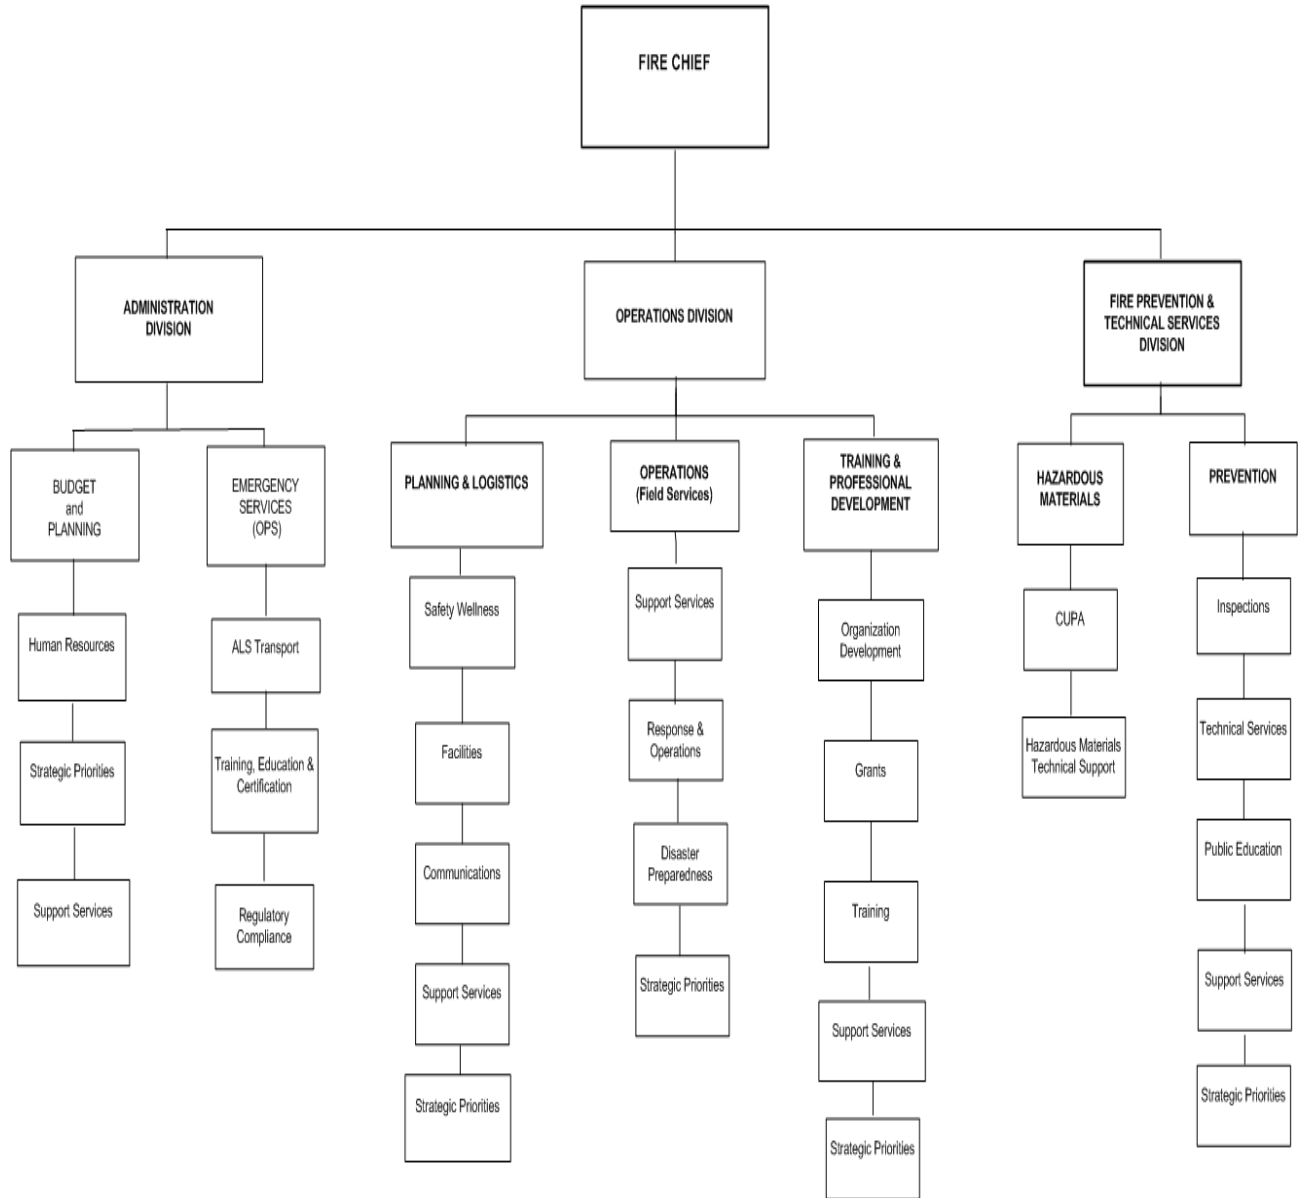 FIRE CHIEF
ADMINISTRATION
DIVISION
OPERATIONS DIVISION
FIRE PREVENTION &
TECHNICAL SERVICES
DIVISION
BUDGET
and
PLANNING
EMERGENCY
SERVICES
(OPS)
PLANNING & LOGISTICS
OPERATIONS
(Field Services)
TRAINING &
PROFESSIONAL
DEVELOPMENT
HAZARDOUS
MATERIALS
PREVENTION
Human Resources
Strategic Priorities
Support Services
ALS Transport
Training, Education &
Certification
Regulatory
Compliance
Safety Wellness
Facilities
Communications
Support Services
Strategic Priorities
Support Services
Response &
Operations
Disaster
Preparedness
Strategic Priorities
Organization
Development
Grants
Training
Support Services
Strategic Priorities
CUPA
Hazardous Materials
Technical Support
Inspections
Technical Services
Public Education
Support Services
Strategic Priorities